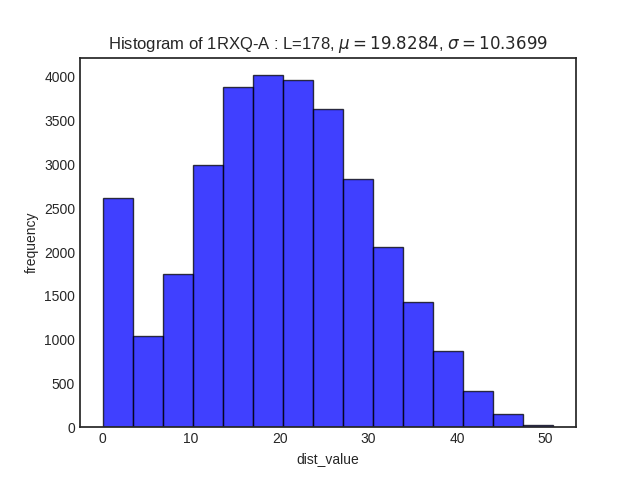 Histogram of 1RXQ-A : L=178, μ = 19.8284, σ = 10.3699
4000
3500
3000
2500
2000
1500
1000
500
0
frequency
0 10 20 30 40 50
dist_value